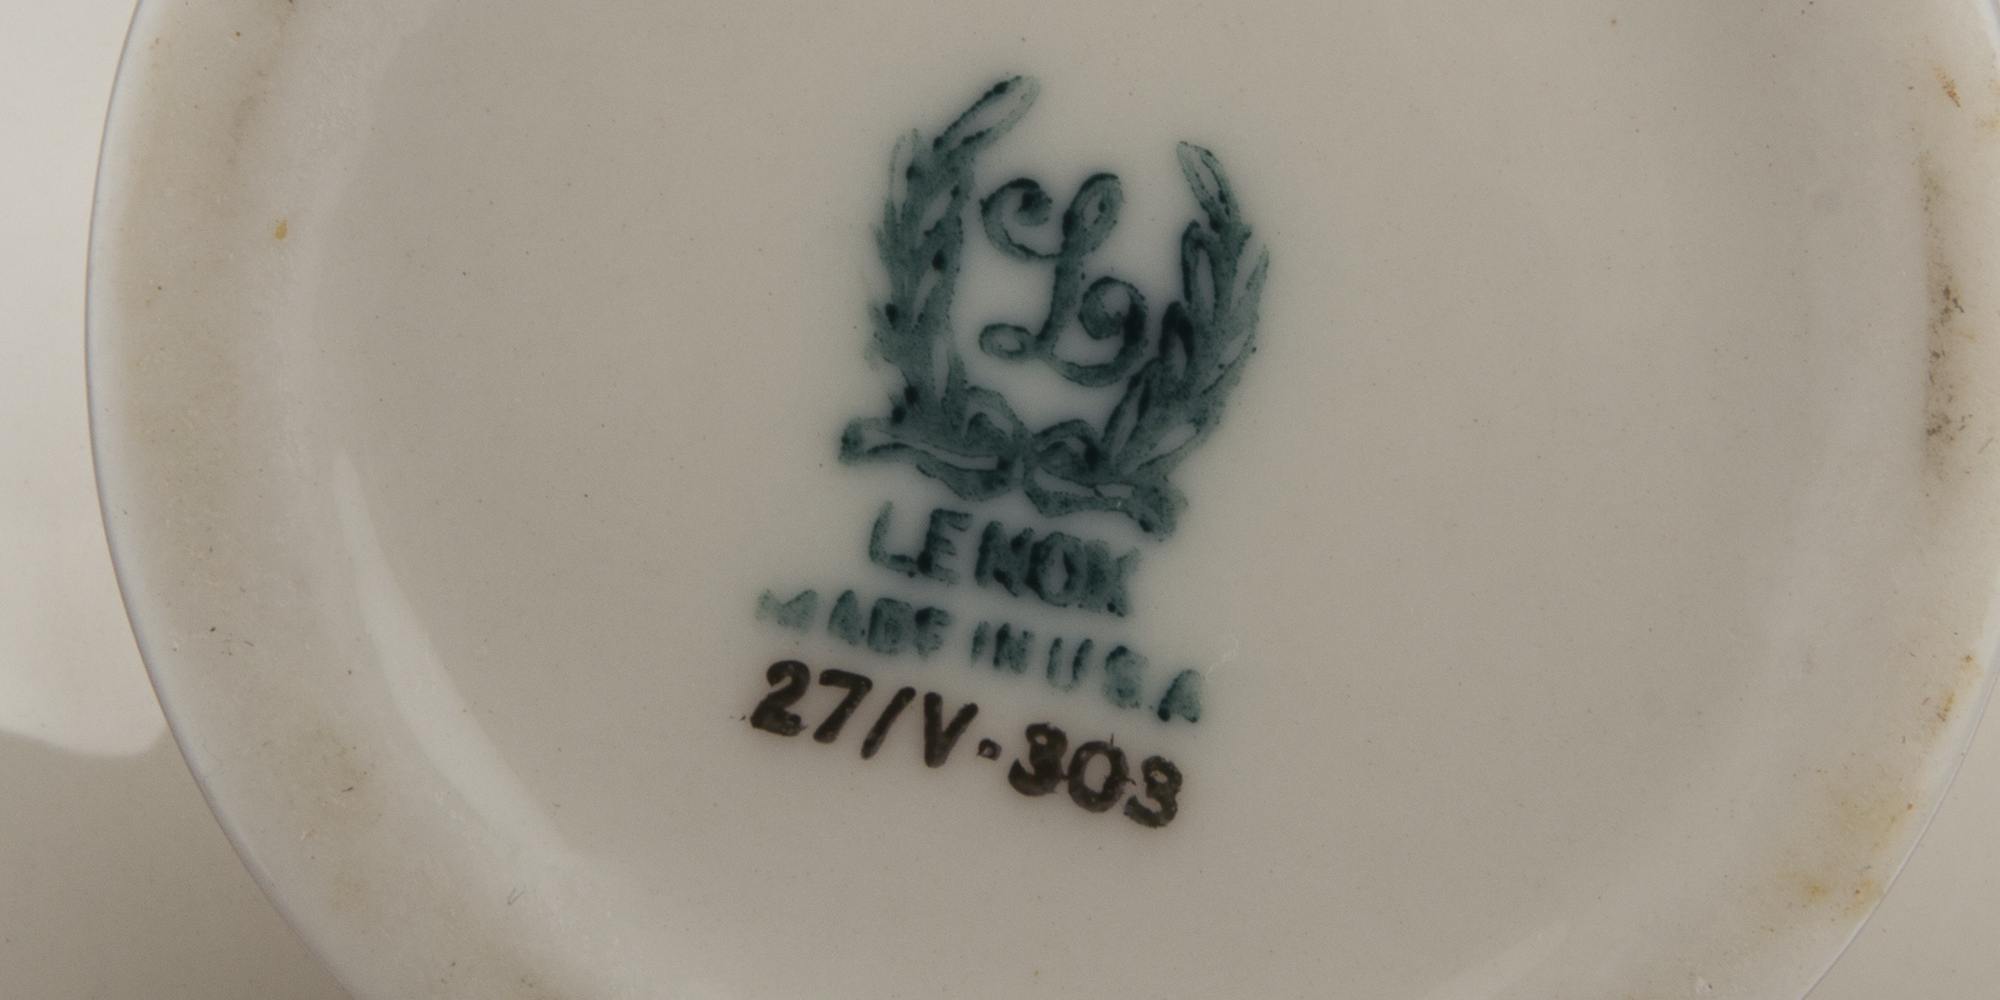 L
LENOX
MADE IN U.S.A
27/V·303